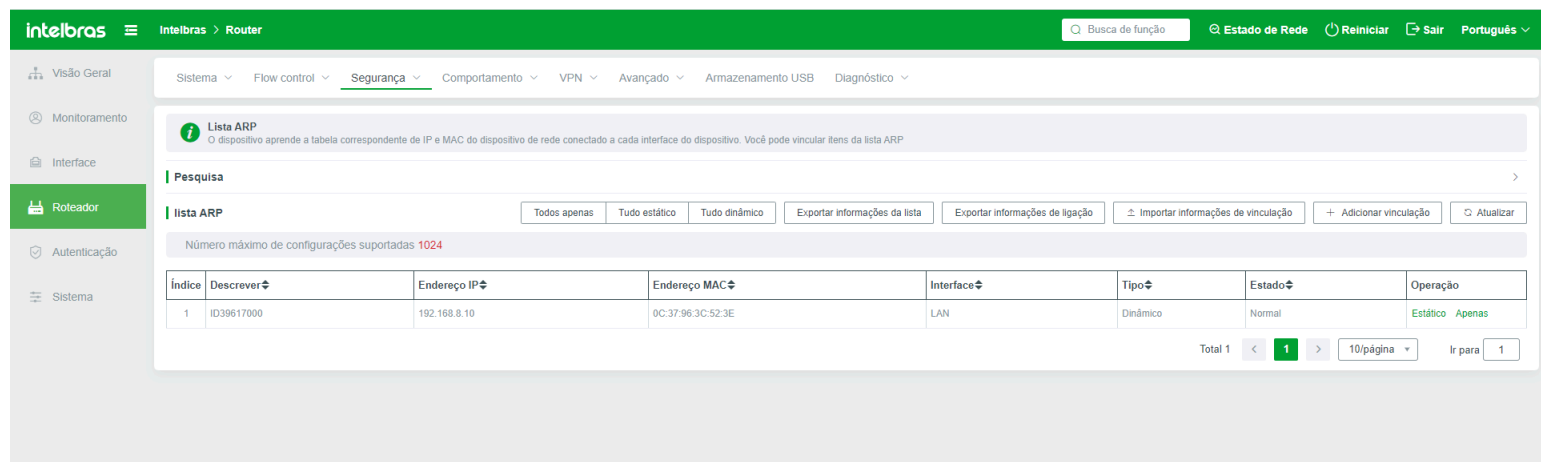 intelbras Intelbras > Router Busca de função Estado de Rede Reiniciar Sair Português
Visão Geral
Monitoramento
Interface
Roteador
Autenticação
Sistema
Sistema Flow control Segurança Comportamento VPN Avançado Armazenamento USB Diagnóstico
Lista ARP
O dispositivo aprende a tabela correspondente de IP e MAC do dispositivo de rede conectado a cada interface do dispositivo. Você pode vincular itens da lista ARP
Pesquisa
lista ARP Todos apenas Tudo estático Tudo dinâmico Exportar informações da lista Exportar informações de ligação Importar informações de vinculação + Adicionar vinculação Atualizar
Número máximo de configurações suportadas 1024
Índice Descrever Endereço IP Endereço MAC Interface Tipo Estado Operação
1 ID39617000 192.168.8.10 0C:37:96:3C:52:3E LAN Dinâmico Normal Estático Apenas
Total 1 < 1 > 10/página Ir para 1